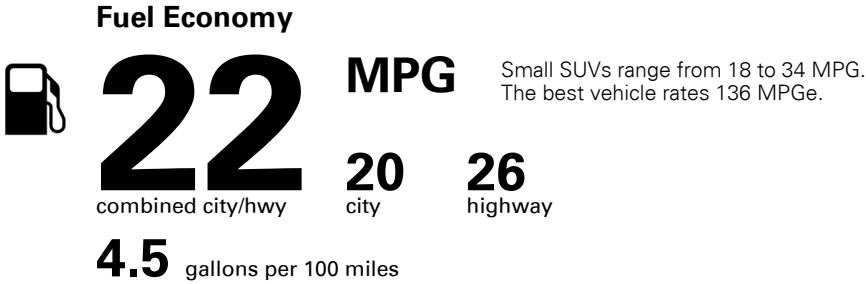 Fuel Economy
22 MPG
Small SUVs range from 18 to 34 MPG.
The best vehicle rates 136 MPGe.
combined city/hwy
20
city
26
highway
4.5 gallons per 100 miles